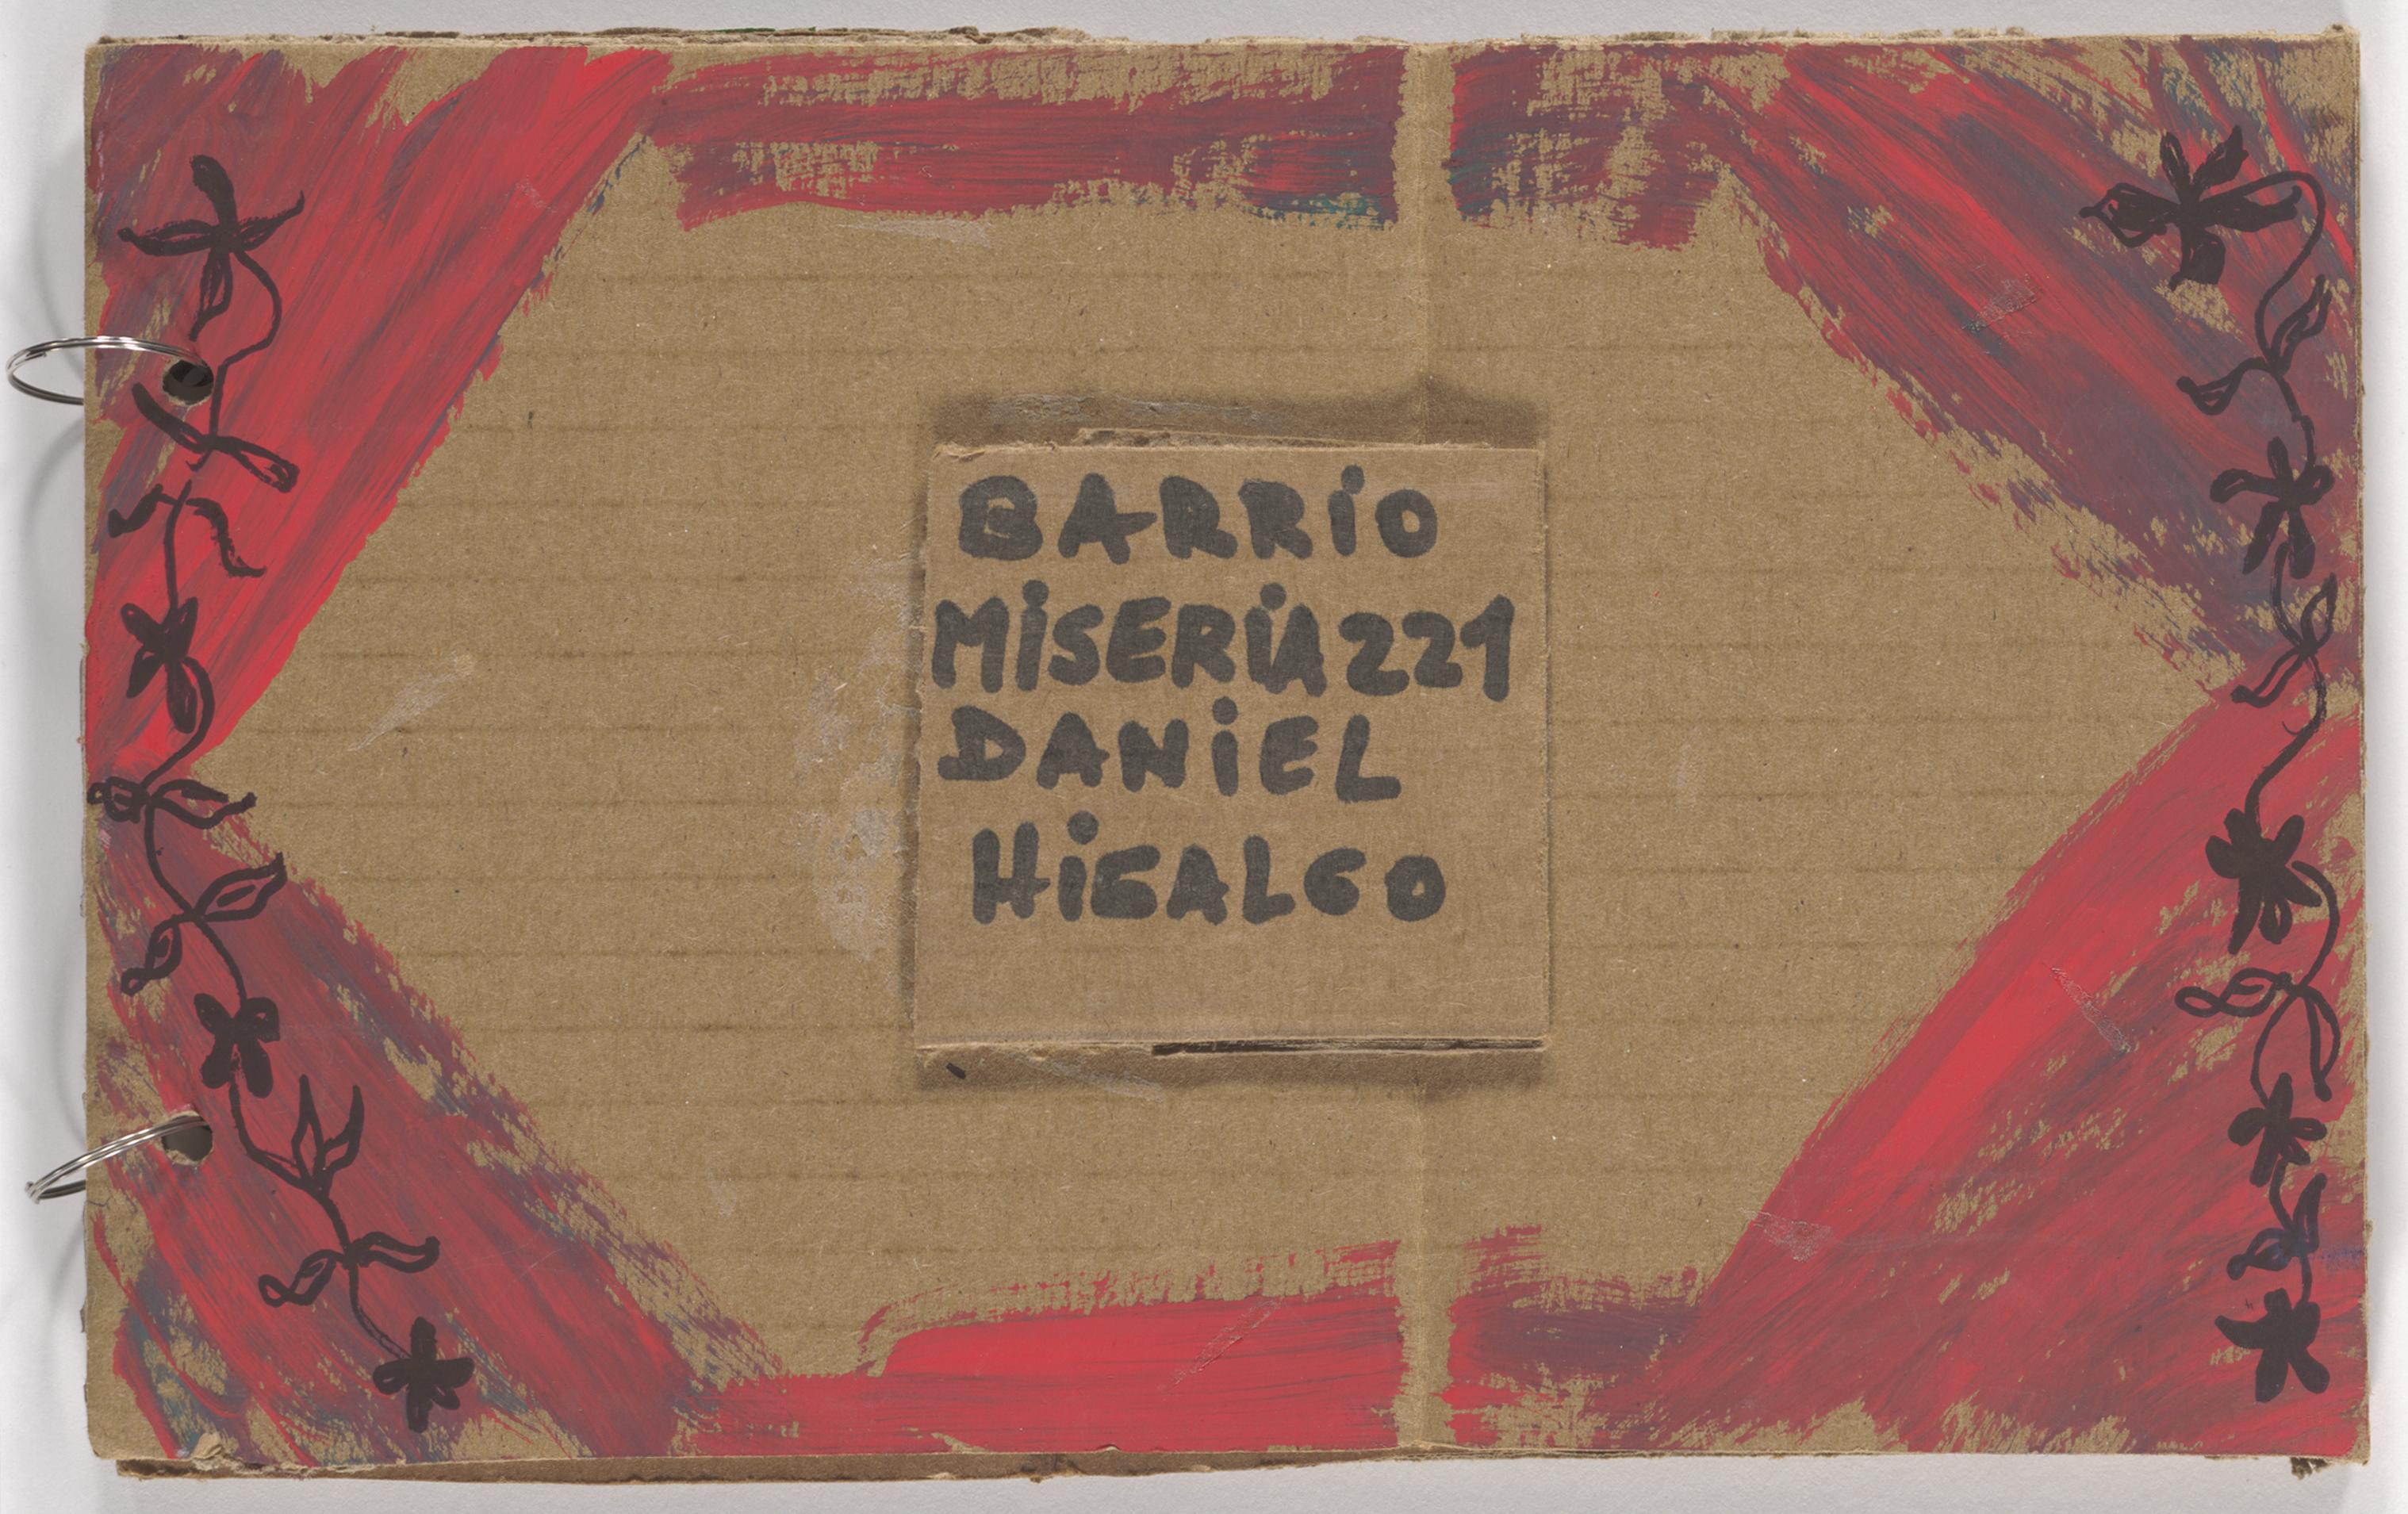 BARRiO
MiSERiA 221
DANiEL
HiGALGO